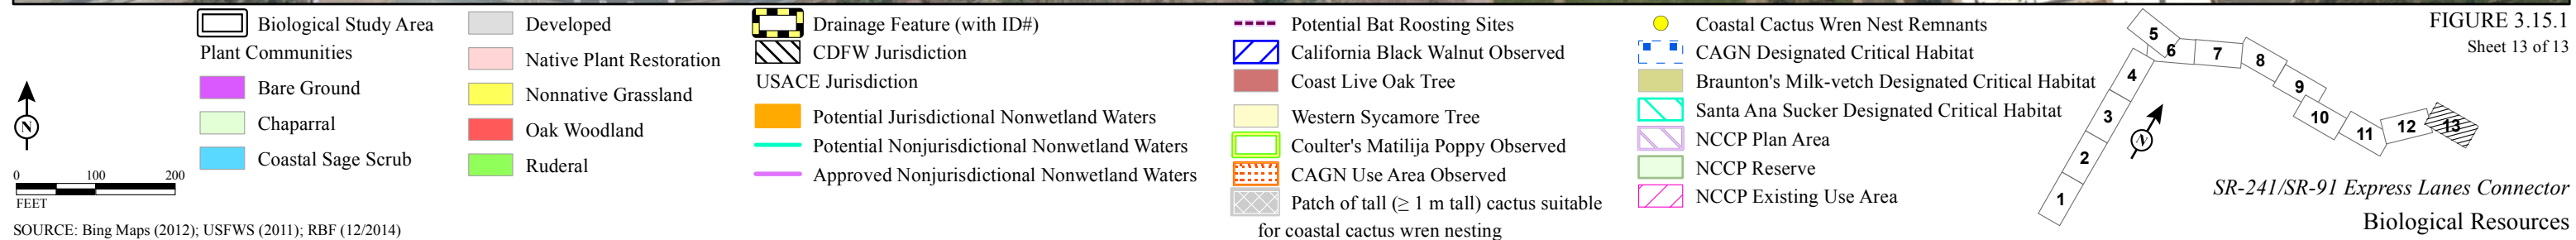 Biological Study Area
Plant Communities
Bare Ground
Chaparral
Coastal Sage Scrub
N
0 100 200
FEET
SOURCE: Bing Maps (2012); USFWS (2011); RBF (12/2014)
Developed
Native Plant Restoration
Nonnative Grassland
Oak Woodland
Ruderal
Drainage Feature (with ID#)
CDFW Jurisdiction
USACE Jurisdiction
Potential Jurisdictional Nonwetland Waters
Potential Nonjurisdictional Nonwetland Waters
Approved Nonjurisdictional Nonwetland Waters
Potential Bat Roosting Sites
California Black Walnut Observed
Coast Live Oak Tree
Western Sycamore Tree
Coulter's Matilija Poppy Observed
CAGN Use Area Observed
Patch of tall (≥ 1 m tall) cactus suitable
for coastal cactus wren nesting
Coastal Cactus Wren Nest Remnants
CAGN Designated Critical Habitat
Braunton's Milk-vetch Designated Critical Habitat
Santa Ana Sucker Designated Critical Habitat
NCCP Plan Area
NCCP Reserve
NCCP Existing Use Area
1
2
3
4
5
6
7
8
9
10
11
12
13
N
FIGURE 3.15.1
Sheet 13 of 13
SR-241/SR-91 Express Lanes Connector
Biological Resources